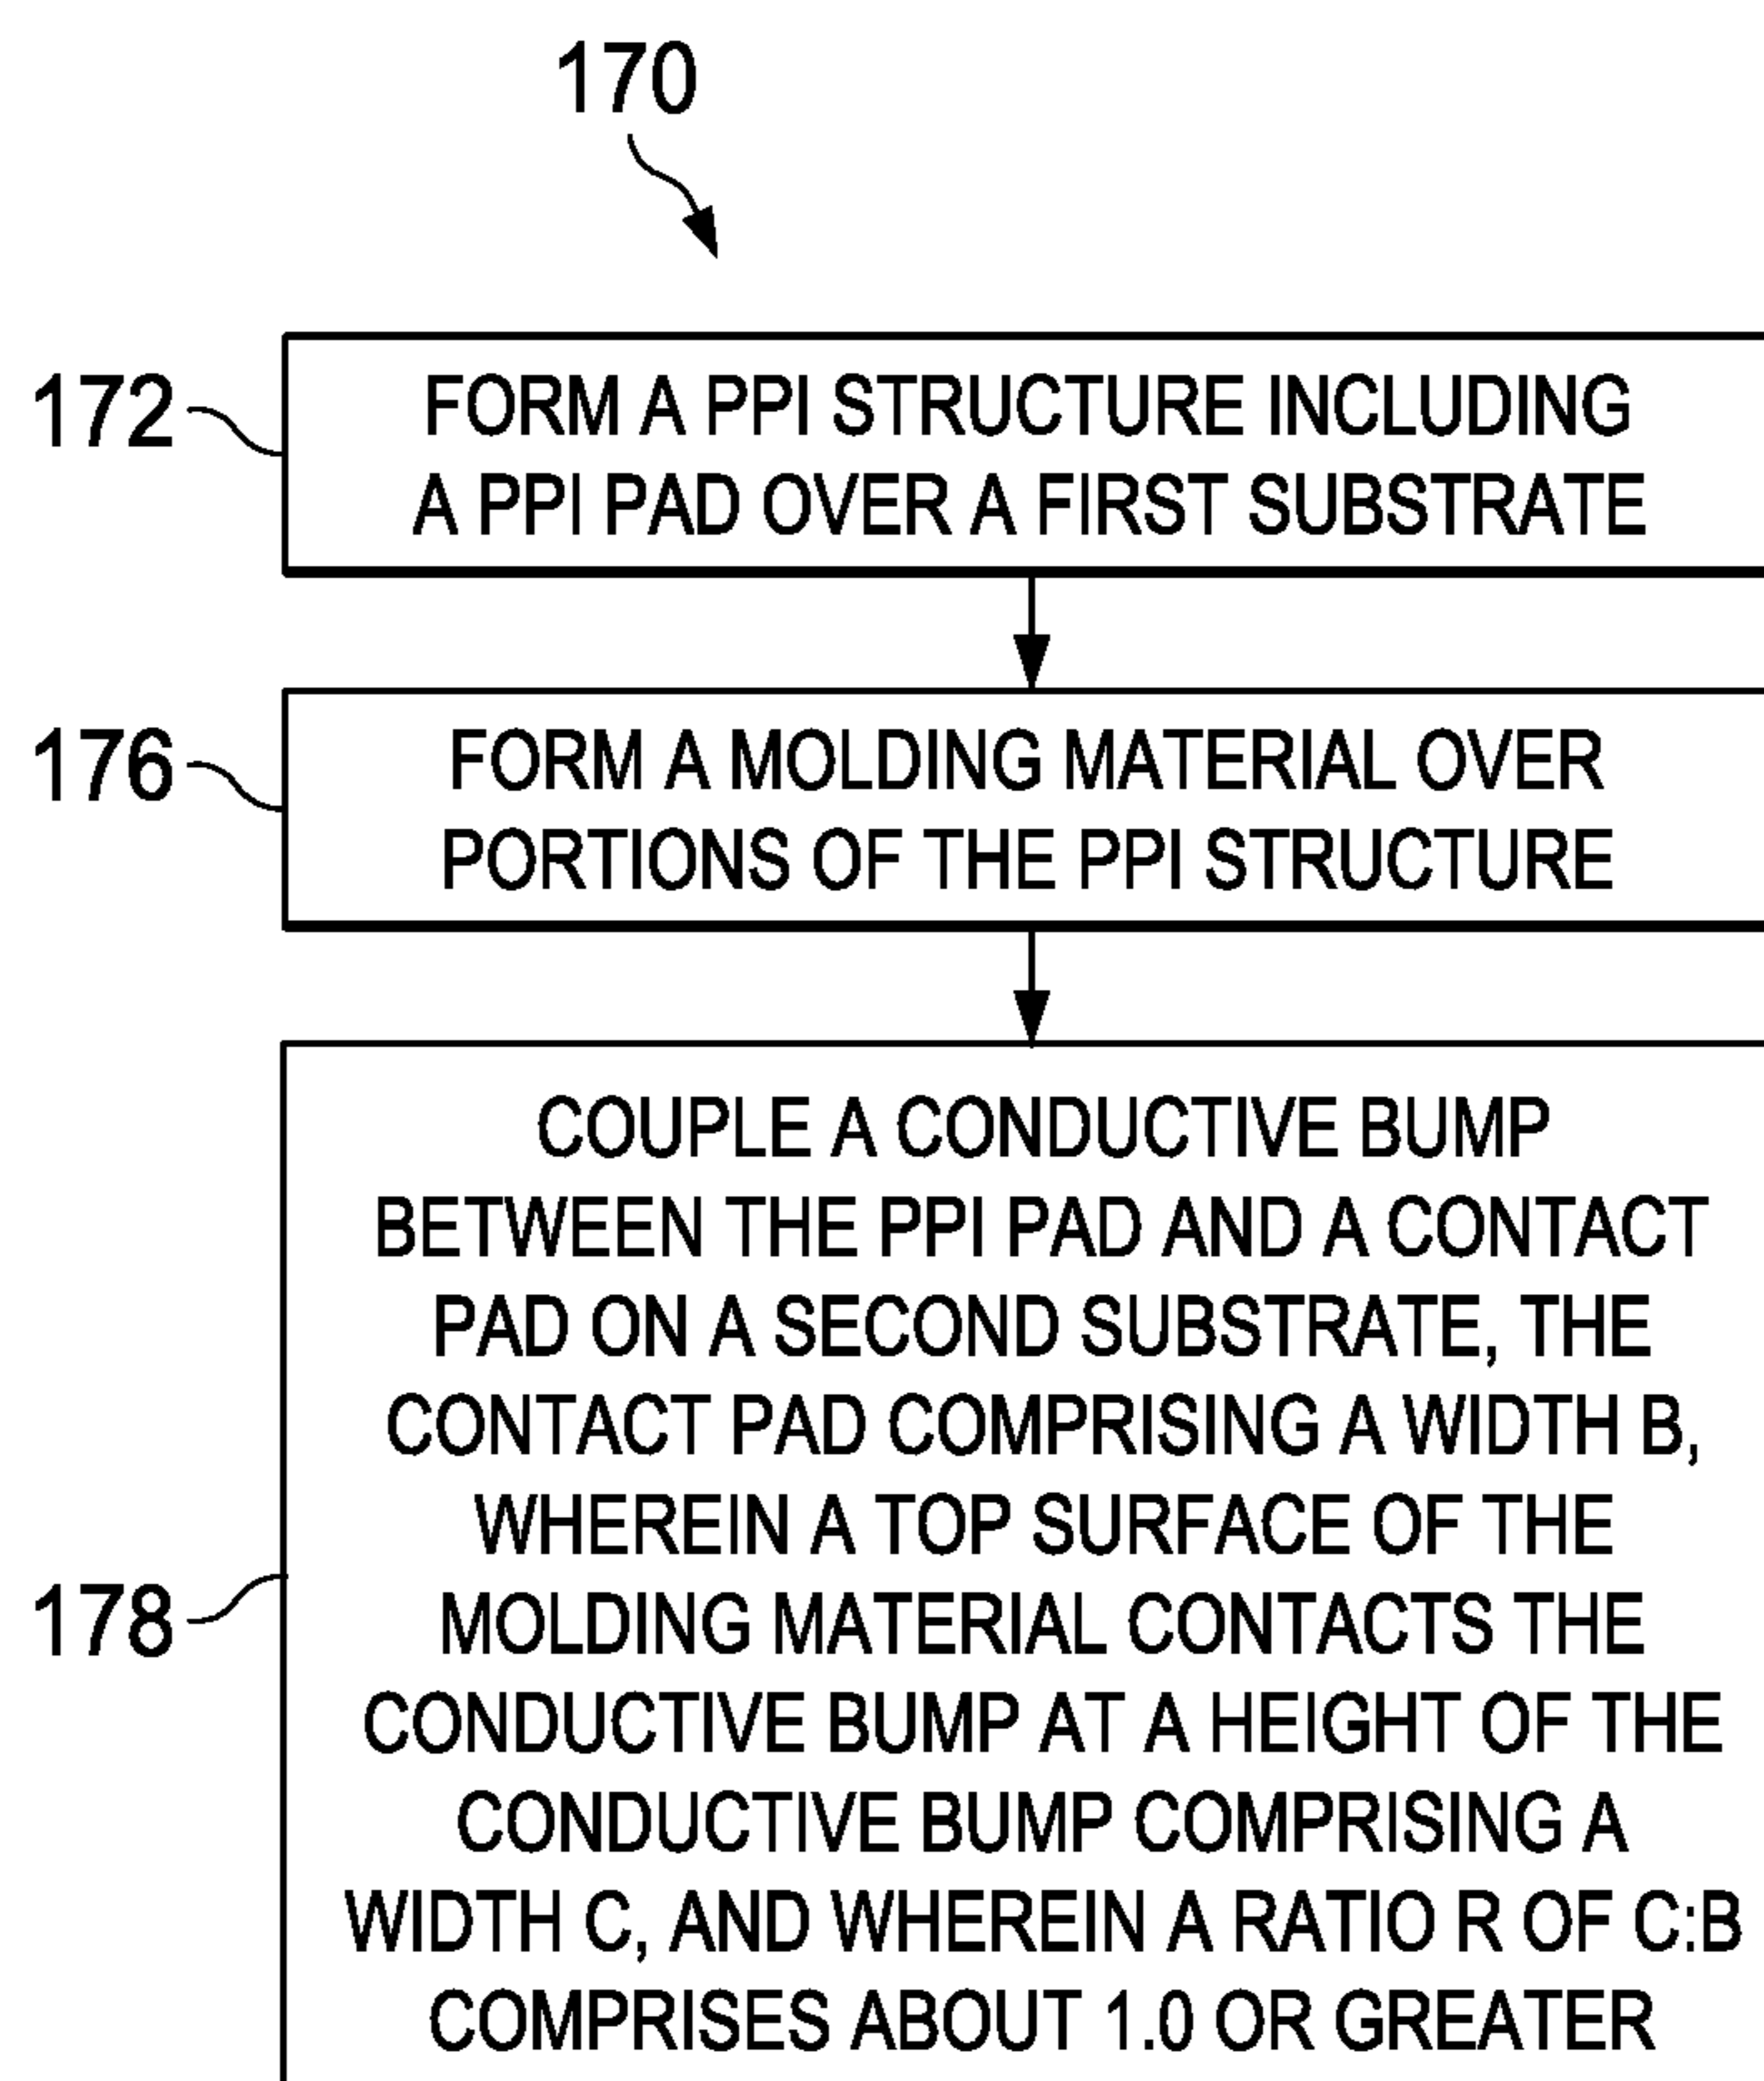 170
172
FORM A PPI STRUCTURE INCLUDING
A PPI PAD OVER A FIRST SUBSTRATE
176
FORM A MOLDING MATERIAL OVER
PORTIONS OF THE PPI STRUCTURE
178
COUPLE A CONDUCTIVE BUMP
BETWEEN THE PPI PAD AND A CONTACT
PAD ON A SECOND SUBSTRATE, THE
CONTACT PAD COMPRISING A WIDTH B,
WHEREIN A TOP SURFACE OF THE
MOLDING MATERIAL CONTACTS THE
CONDUCTIVE BUMP AT A HEIGHT OF THE
CONDUCTIVE BUMP COMPRISING A
WIDTH C, AND WHEREIN A RATIO R OF C:B
COMPRISES ABOUT 1.0 OR GREATER